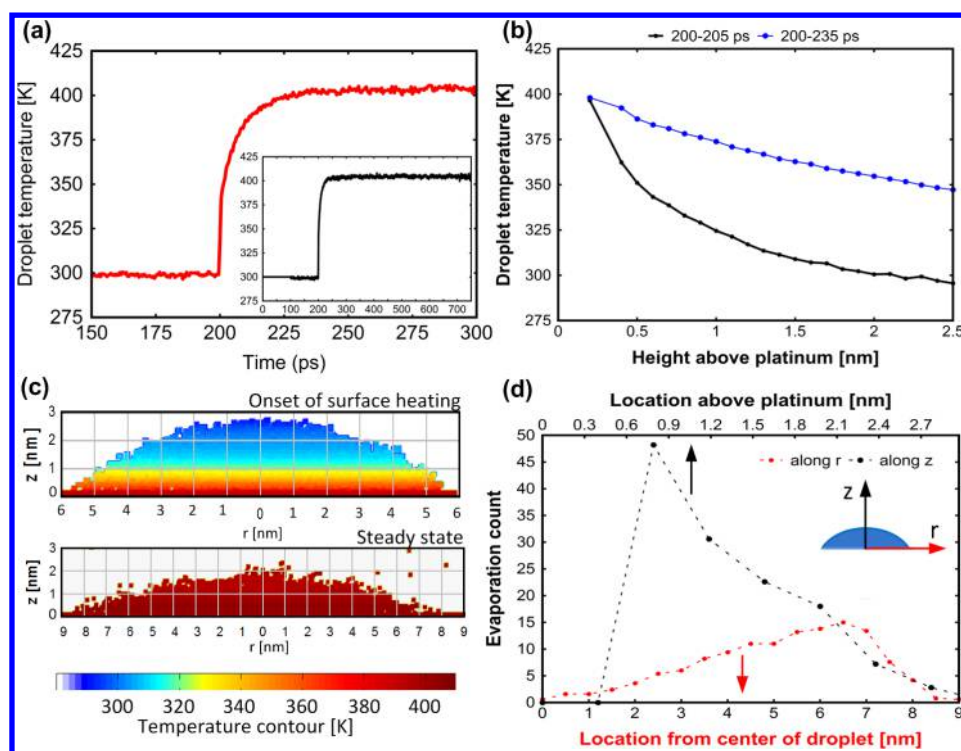 (a)
Droplet temperature [K]
425
400
375
350
325
300
275
150 175 200 225 250 275 300
Time (ps)
425
400
375
350
325
300
275
0 100 200 300 400 500 600 700
(b)
200-205 ps 200-235 ps
Droplet temperature [K]
425
400
375
350
325
300
275
0 0.5 1 1.5 2 2.5
Height above platinum [nm]
(c)
Onset of surface heating
z [nm]
3
2
1
0
6 5 4 3 2 1 0 1 2 3 4 5 6
r [nm]
Steady state
z [nm]
3
2
1
0
9 8 7 6 5 4 3 2 1 0 1 2 3 4 5 6 7 8 9
r [nm]
300 320 340 360 380 400
Temperature contour [K]
(d)
Location above platinum [nm]
0 0.3 0.6 0.9 1.2 1.5 1.8 2.1 2.4 2.7
along r along z
Evaporation count
50
45
40
35
30
25
20
15
10
5
0
z
r
0 1 2 3 4 5 6 7 8 9
Location from center of droplet [nm]